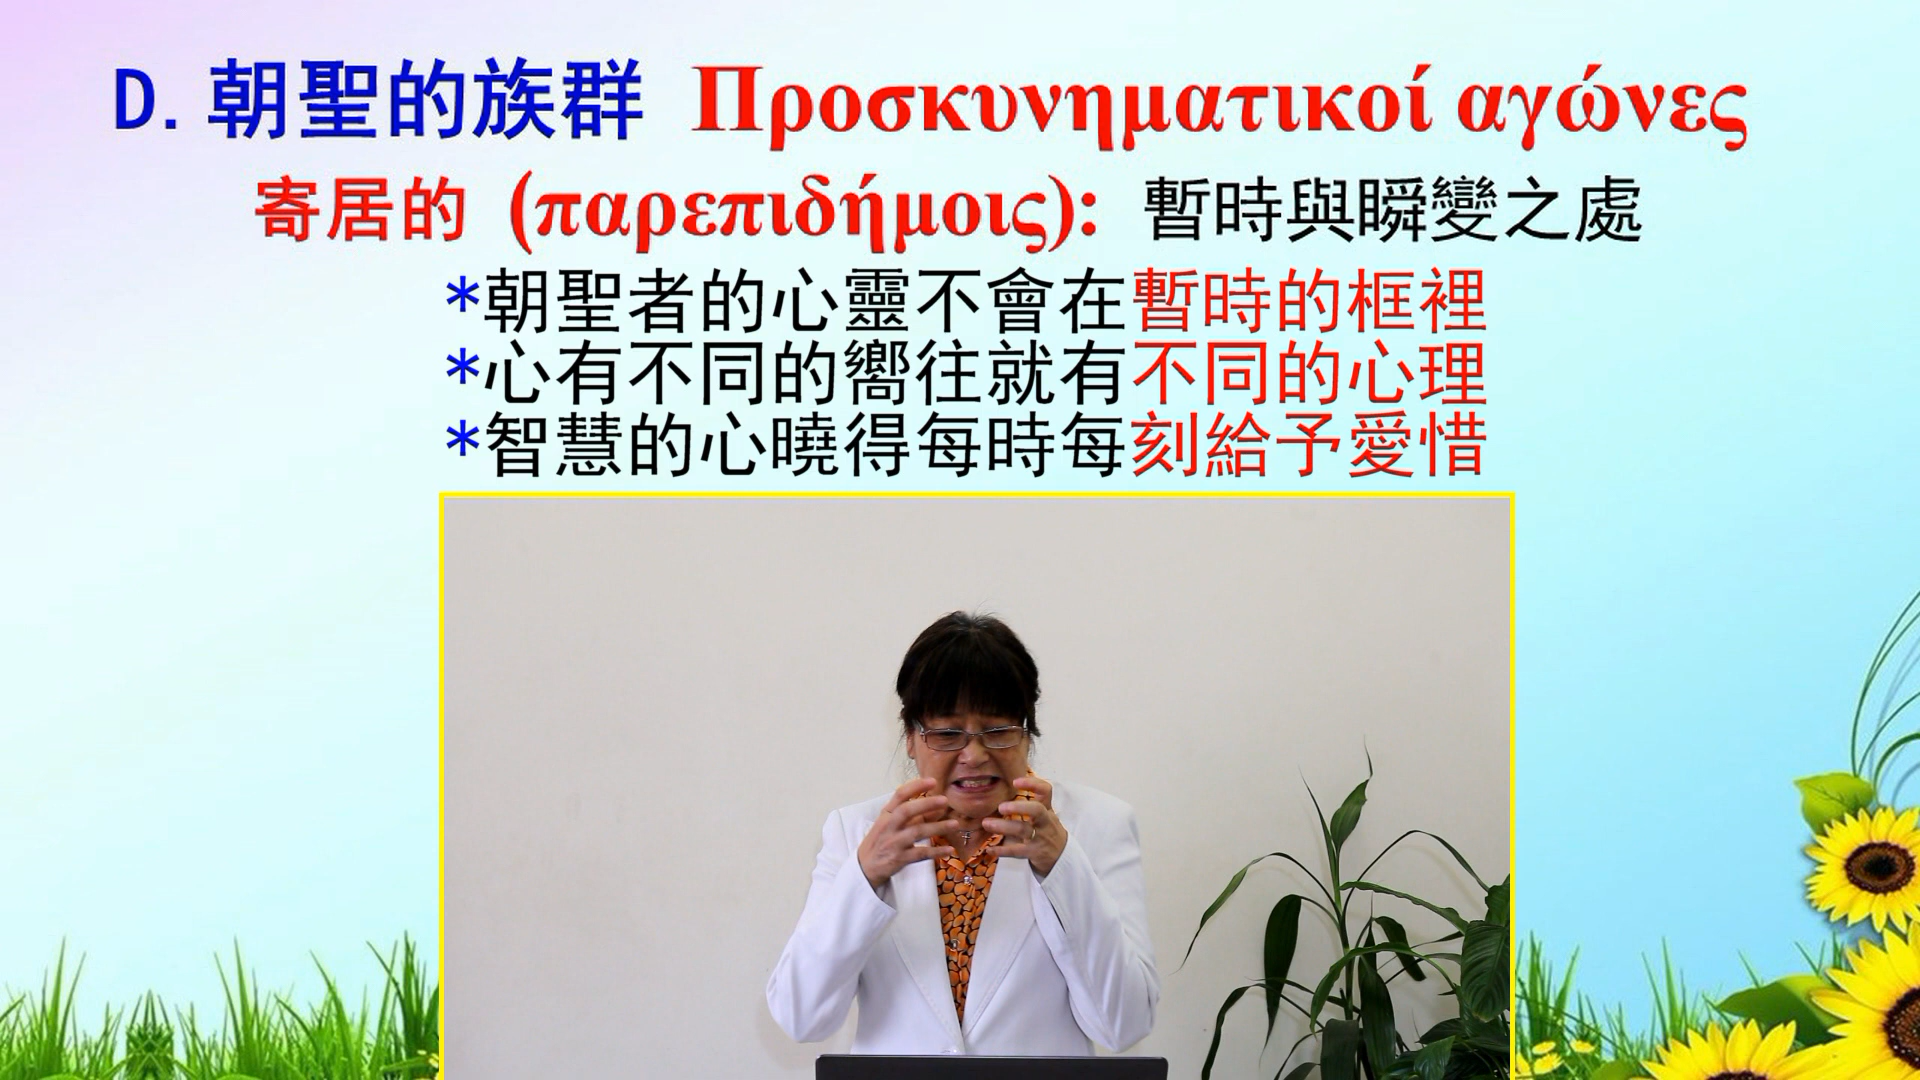 D.朝聖的族群 Προσκυνηματικοί αγώνες
寄居的 (παρεπιδήμοις): 暫時與瞬變之處
*朝聖者的心靈不會在暫時的框裡
*心有不同的嚮往就有不同的心理
*智慧的心曉得每時每刻給予愛惜